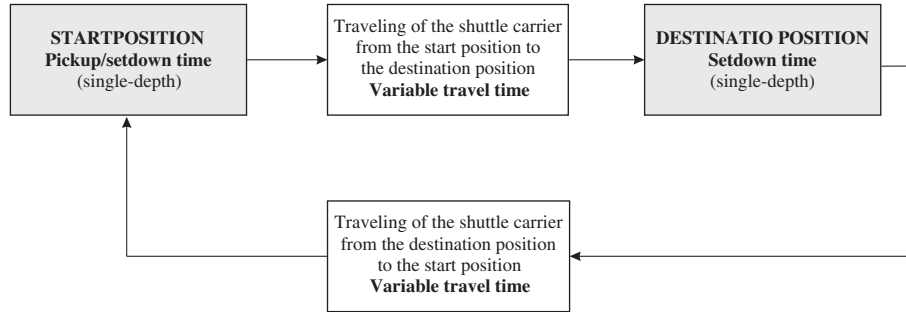 STARTPOSITION
Pickup/setdown time
(single-depth)
Traveling of the shuttle carrier
from the start position to
the destination position
Variable travel time
DESTINATIO POSITION
Setdown time
(single-depth)
Traveling of the shuttle carrier
from the destination position
to the start position
Variable travel time